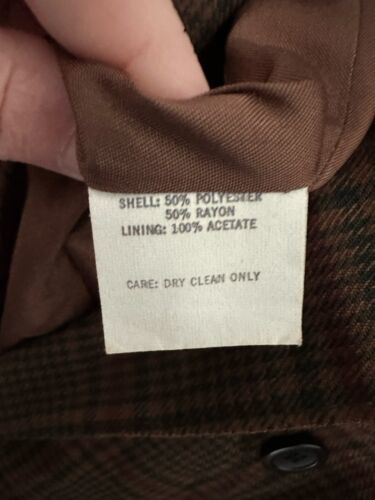 SHELL: 50% POLYESTER
50% RAYON
LINING: 100% ACETATE
CARE: DRY CLEAN ONLY